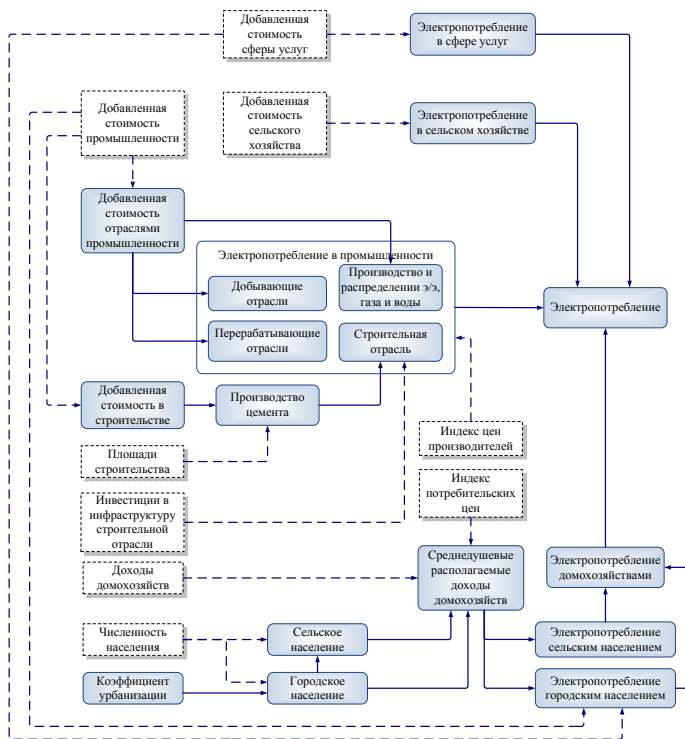 Добавленная
стоимость
сферы услуг
Электропотребление
в сфере услуг
Добавленная
стоимость
промышленности
Добавленная
стоимость
сельского
хозяйства
Электропотребление
в сельском хозяйстве
Добавленная
стоимость
отраслями
промышленности
Электропотребление в промышленности
Добывающие
отрасли
Производство и
распределении э/э,
газа и воды
Перерабатывающие
отрасли
Строительная
отрасль
Электропотребление
Добавленная
стоимость в
строительстве
Производство
цемента
Индекс цен
производителей
Площади
строительства
Индекс
потребительских
цен
Инвестиции в
инфраструктуру
строительной
отрасли
Среднедушевые
располагаемые
доходы
домохозяйств
Электропотребление
домохозяйствами
Доходы
домохозяйств
Численность
населения
Сельское
население
Электропотребление
сельским населением
Коэффициент
урбанизации
Городское
население
Электропотребление
городским населением